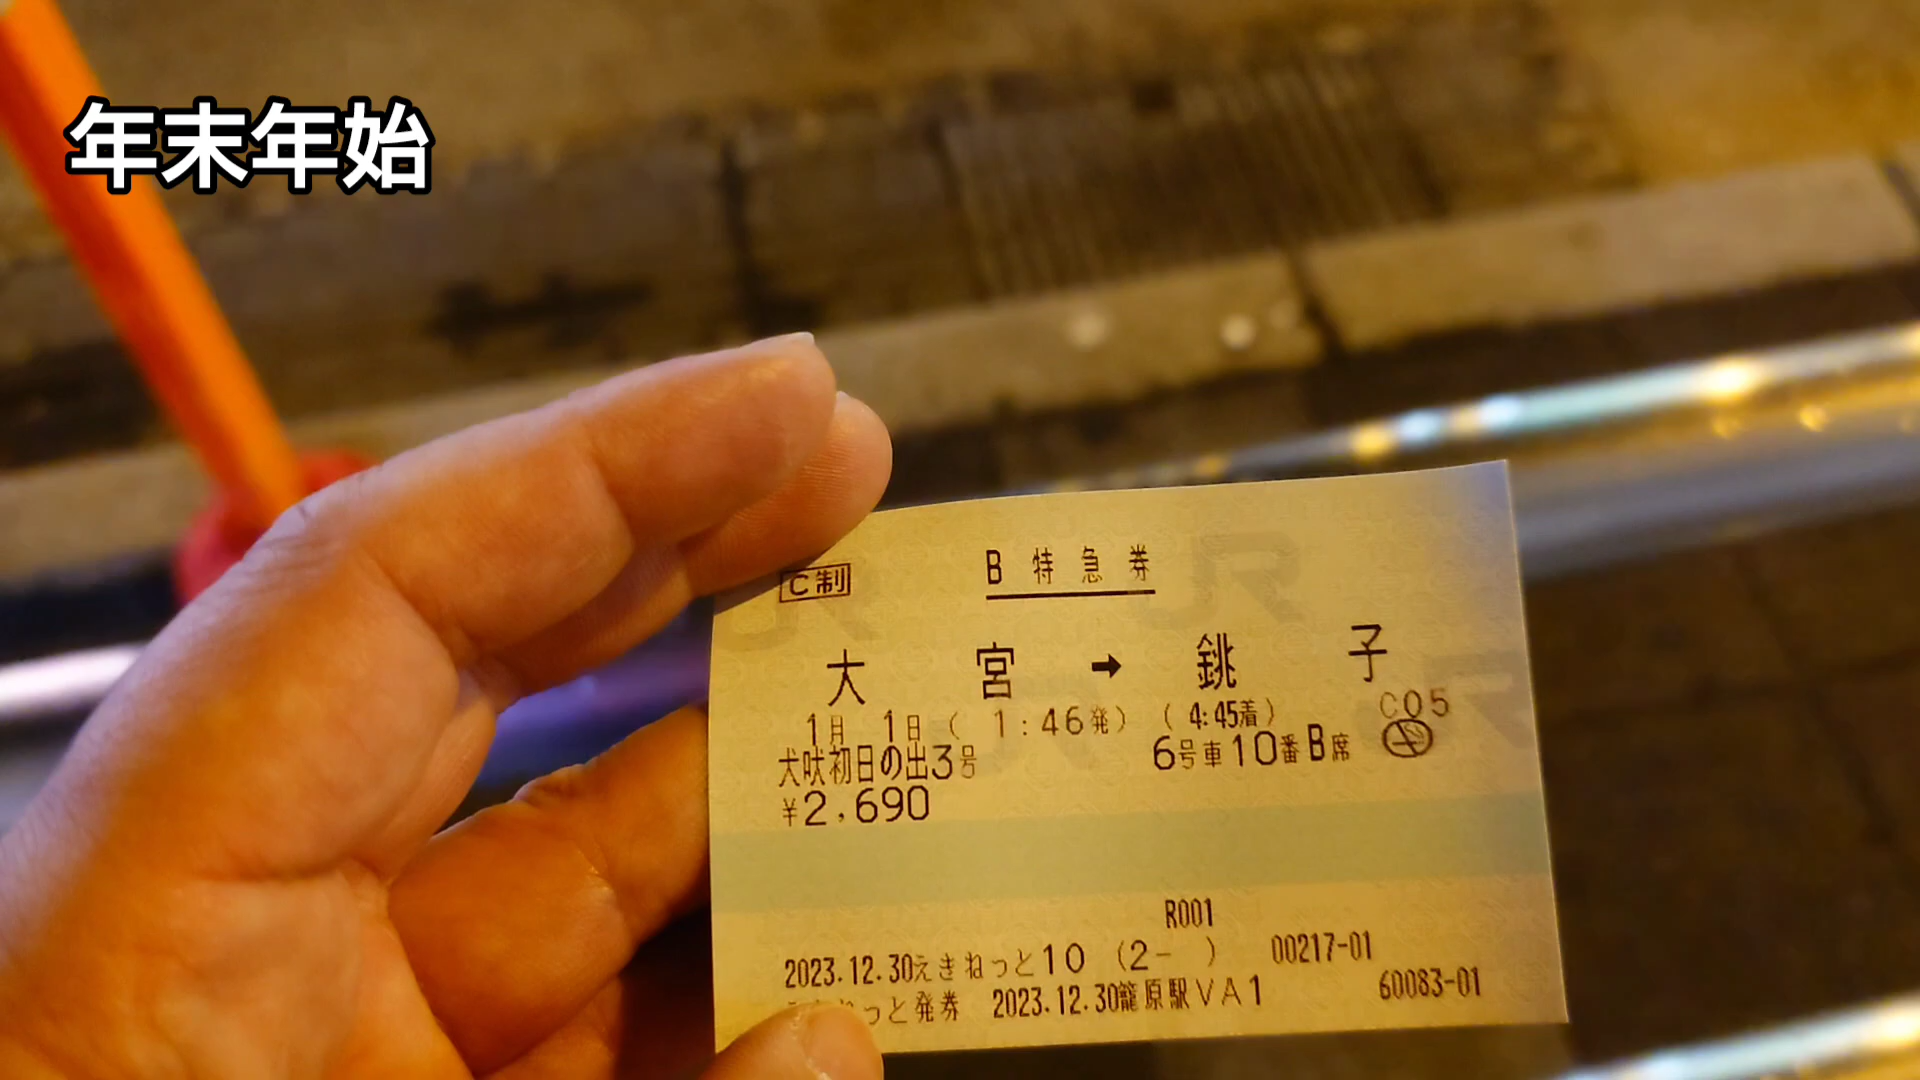 年末年始
C制 B特急券
大宮➡銚子
1月 1日 ( 1:46発) ( 4:45着) C05
犬吠初日の出3号 6号車10番B席
¥2,690
R001
2023.12.30えきねっと10 (2- ) 00217-01
っと発券 2023.12.30籠原駅VA1 60083-01